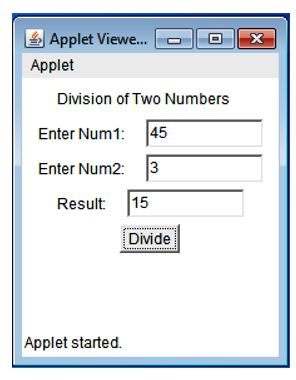 Applet Viewe...
Applet
Division of Two Numbers
Enter Num1: 45
Enter Num2: 3
Result: 15
Divide
Applet started.